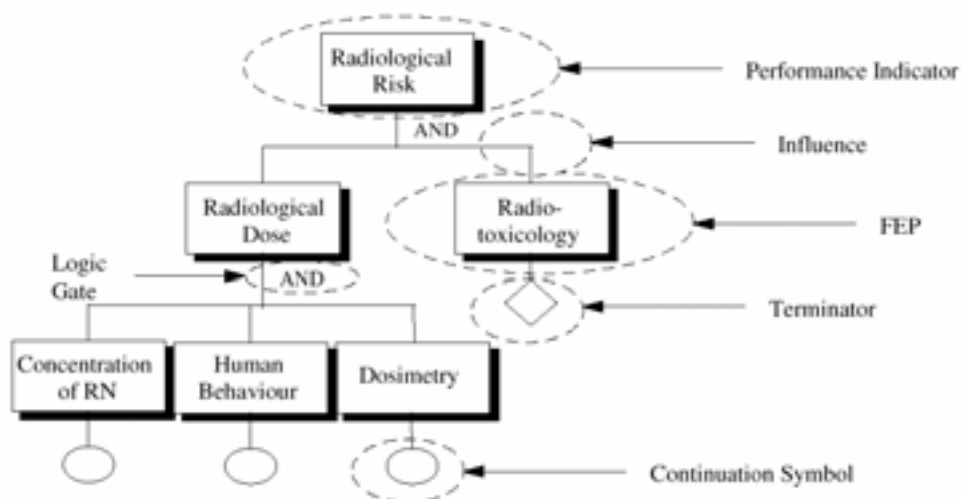 Radiological
Risk
Performance Indicator
AND
Influence
Radiological
Dose
Radio-
toxicology
FEP
Logic
Gate
AND
Terminator
Concentration
of RN
Human
Behaviour
Dosimetry
Continuation Symbol